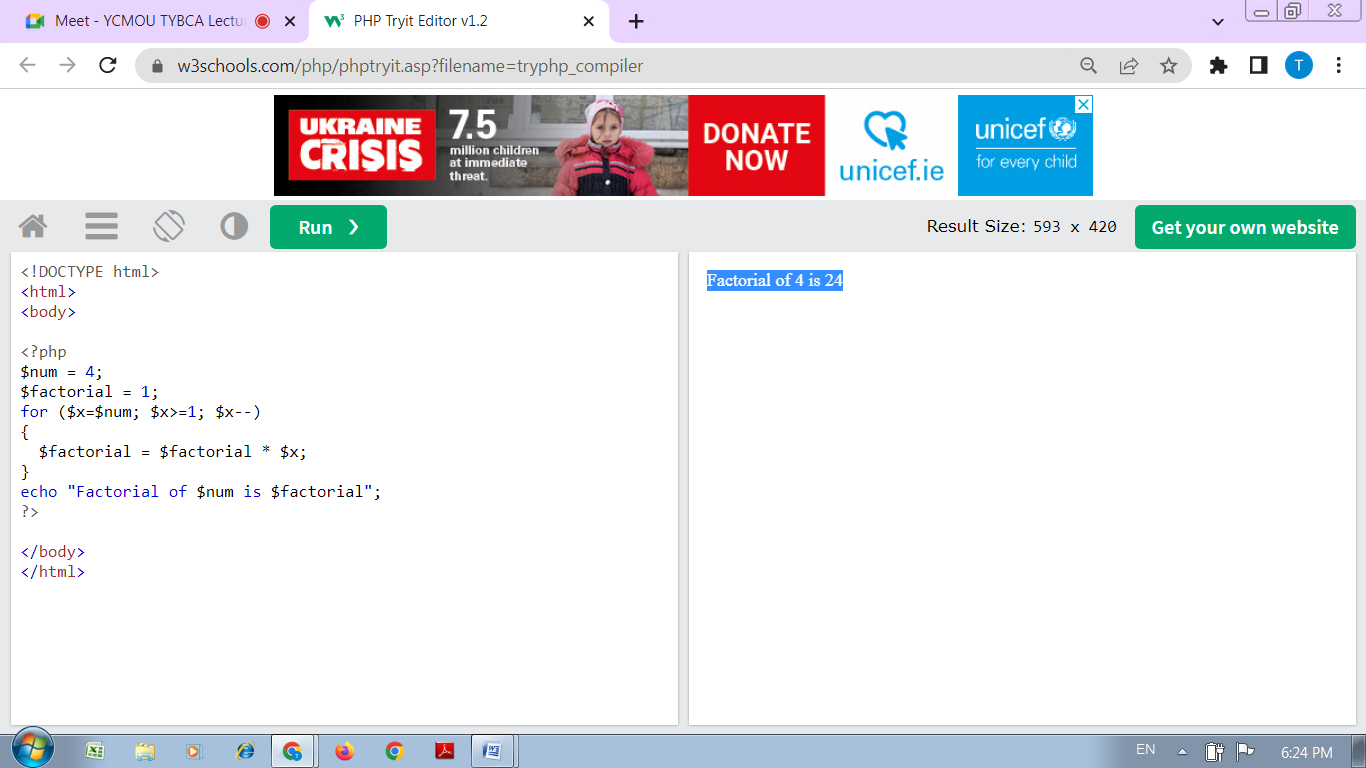 Meet - YCMOU TYBCA Lectu
PHP Tryit Editor v1.2
w3schools.com/php/phptryit.asp?filename=tryphp_compiler
T
UKRAINE
CRISIS
7.5
million children
at immediate
threat.
DONATE
NOW
unicef.ie
unicef
for every child
Run ❯
Result Size: 593 x 420
Get your own website
<!DOCTYPE html>
<html>
<body>
<?php
$num = 4;
$factorial = 1;
for ($x=$num; $x>=1; $x--)
{
  $factorial = $factorial * $x;
}
echo "Factorial of $num is $factorial";
?>
</body>
</html>
Factorial of 4 is 24
EN
6:24 PM